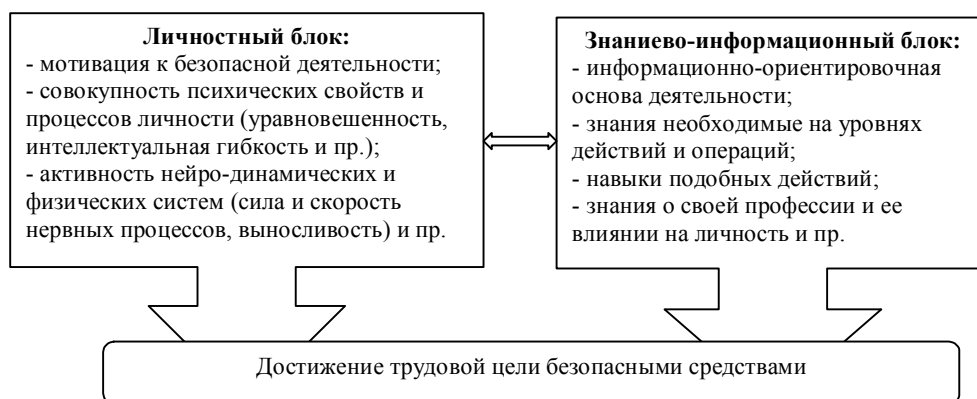 Личностный блок:
- мотивация к безопасной деятельности;
- совокупность психических свойств и
процессов личности (уравновешенность,
интеллектуальная гибкость и пр.);
- активность нейро-динамических и
физических систем (сила и скорость
нервных процессов, выносливость) и пр.
Знаниево-информационный блок:
- информационно-ориентировочная
основа деятельности;
- знания необходимые на уровнях
действий и операций;
- навыки подобных действий;
- знания о своей профессии и ее
влиянии на личность и пр.
Достижение трудовой цели безопасными средствами